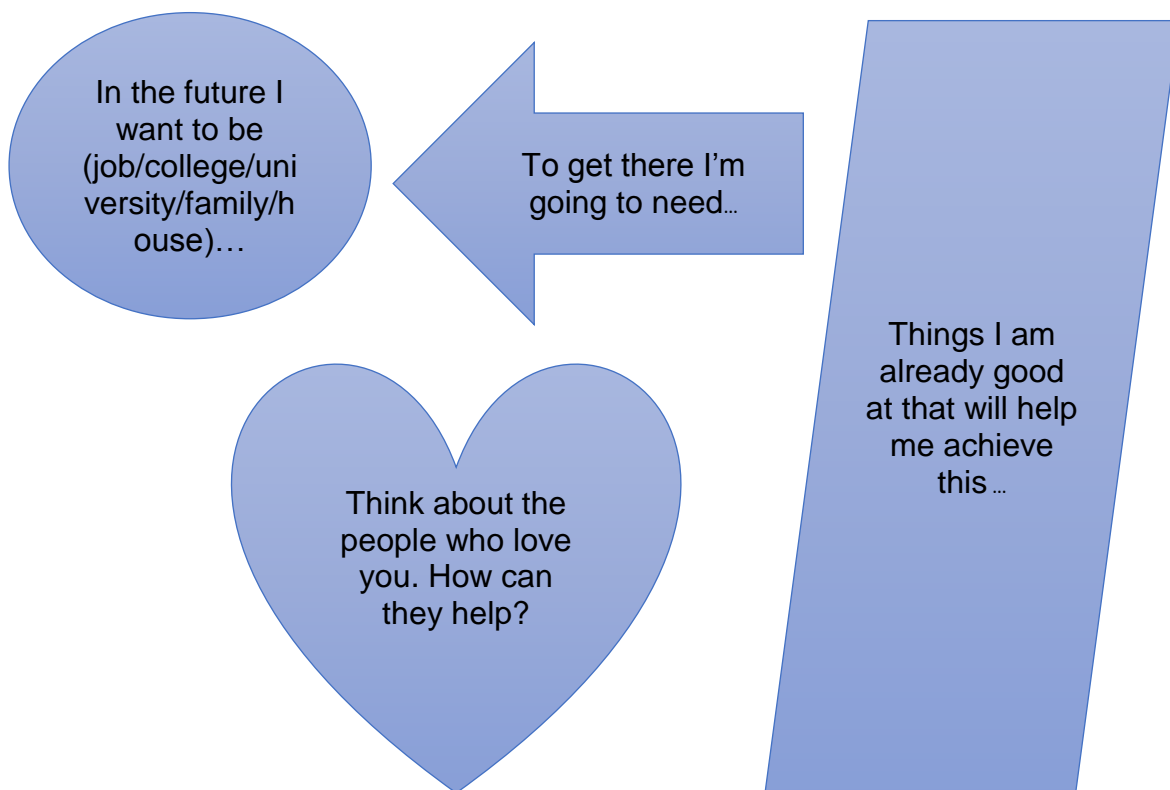 In the future I
want to be
(job/college/uni
versity/family/h
ouse)…
To get there I’m
going to need…
Things I am
already good
at that will help
me achieve
this …
Think about the
people who love
you. How can
they help?